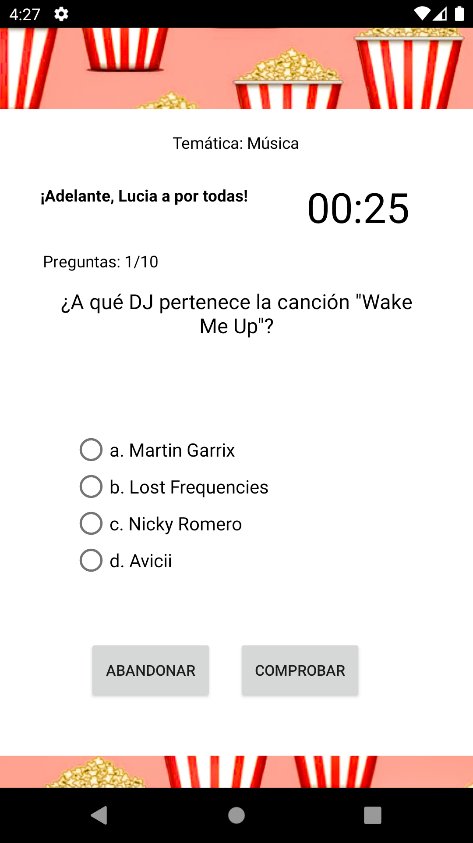 4:27
Temática: Música
¡Adelante, Lucia a por todas!
00:25
Preguntas: 1/10
¿A qué DJ pertenece la canción "Wake
Me Up"?
a. Martin Garrix
b. Lost Frequencies
c. Nicky Romero
d. Avicii
ABANDONAR
COMPROBAR